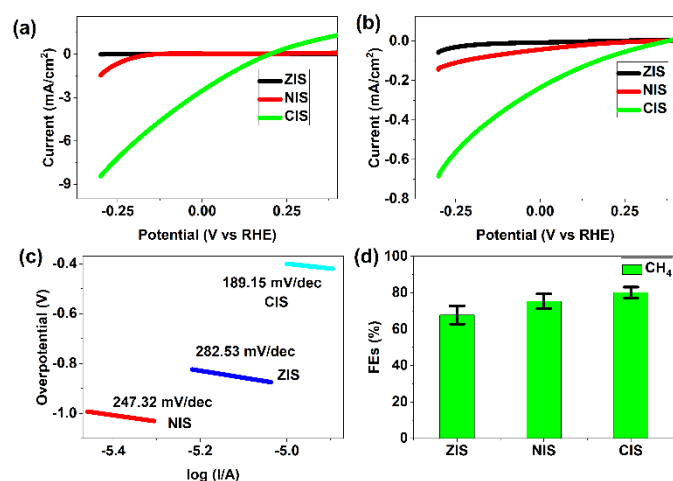 (a)
Current (mA/cm²)
0
-3
-6
-9
ZIS
NIS
CIS
-0.25 0.00 0.25
Potential (V vs RHE)
(b)
Current (mA/cm²)
0.0
-0.2
-0.4
-0.6
-0.8
ZIS
NIS
CIS
-0.25 0.00 0.25
Potential (V vs RHE)
(c)
Overpotential (V)
-0.4
-0.6
-0.8
-1.0
189.15 mV/dec
CIS
282.53 mV/dec
ZIS
247.32 mV/dec
NIS
-5.4 -5.2 -5.0
log (I/A)
(d)
FEs (%)
100
80
60
40
20
0
CH₄
ZIS NIS CIS